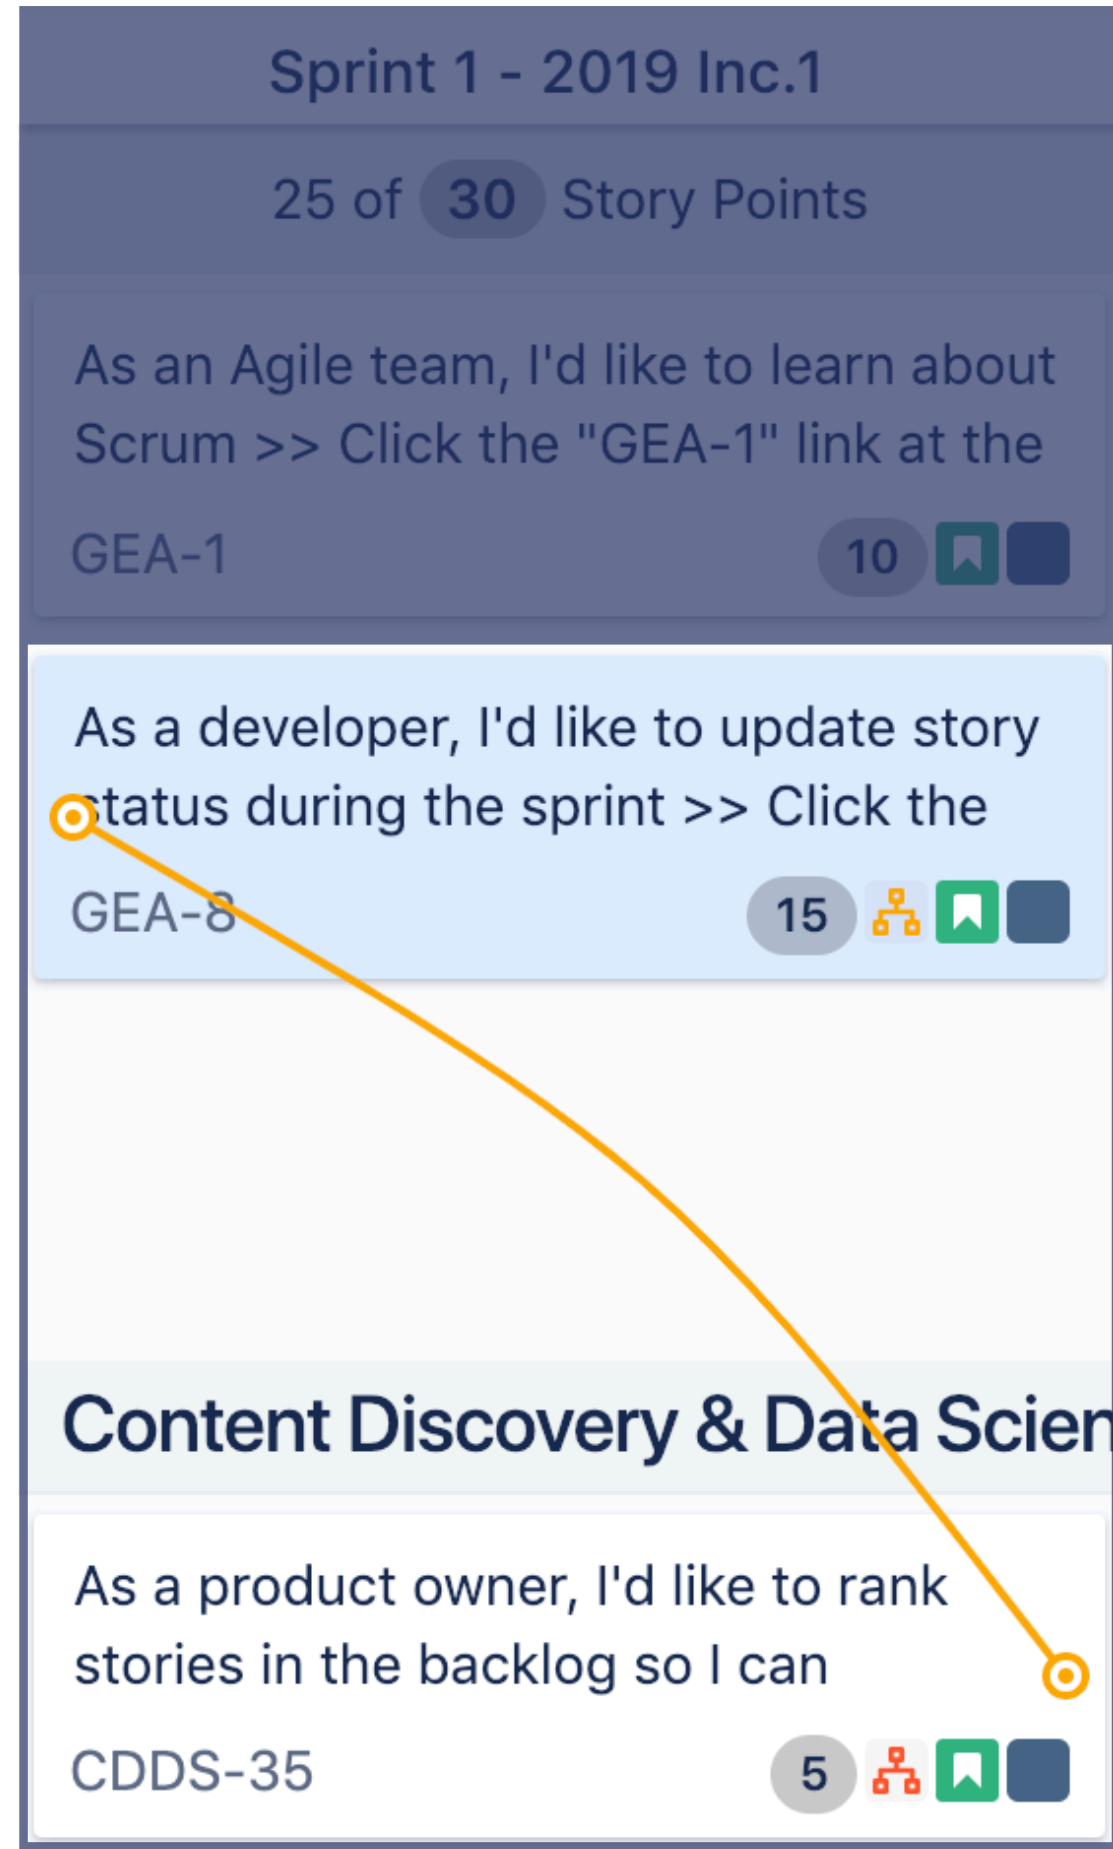 Sprint 1 - 2019 Inc.1
25 of 30 Story Points
As an Agile team, I'd like to learn about
Scrum >> Click the "GEA-1" link at the
GEA-1 10
As a developer, I'd like to update story
status during the sprint >> Click the
GEA-8 15
Content Discovery & Data Scien
As a product owner, I'd like to rank
stories in the backlog so I can
CDDS-35 5